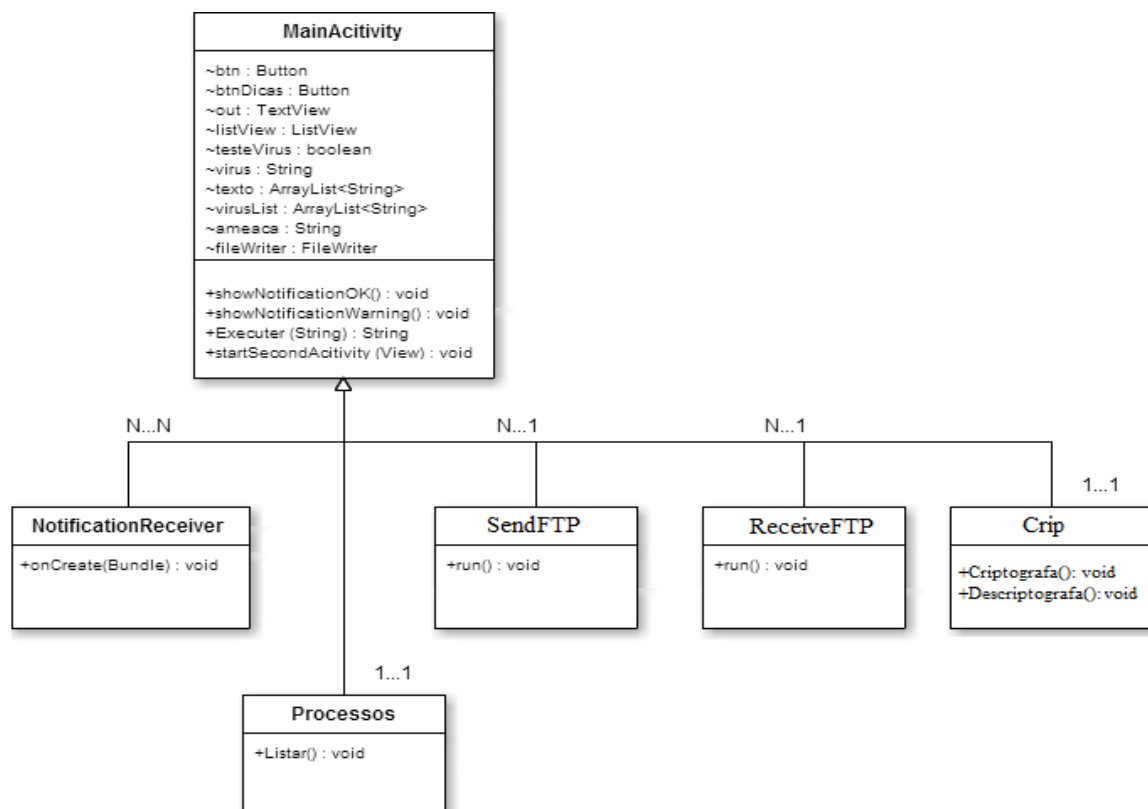 MainAcitivity
~btn : Button
~btnDicas : Button
~out : TextView
~listView : ListView
~testeVirus : boolean
~virus : String
~texto : ArrayList<String>
~virusList : ArrayList<String>
~ameaca : String
~fileWriter : FileWriter
+showNotificationOK() : void
+showNotificationWarning() : void
+Executer (String) : String
+startSecondAcitivity (View) : void
N...N
N...1
N...1
1...1
NotificationReceiver
+onCreate(Bundle) : void
SendFTP
+run() : void
ReceiveFTP
+run() : void
Crip
+Criptografa(): void
+Descriptografa(): void
1...1
Processos
+Listar() : void